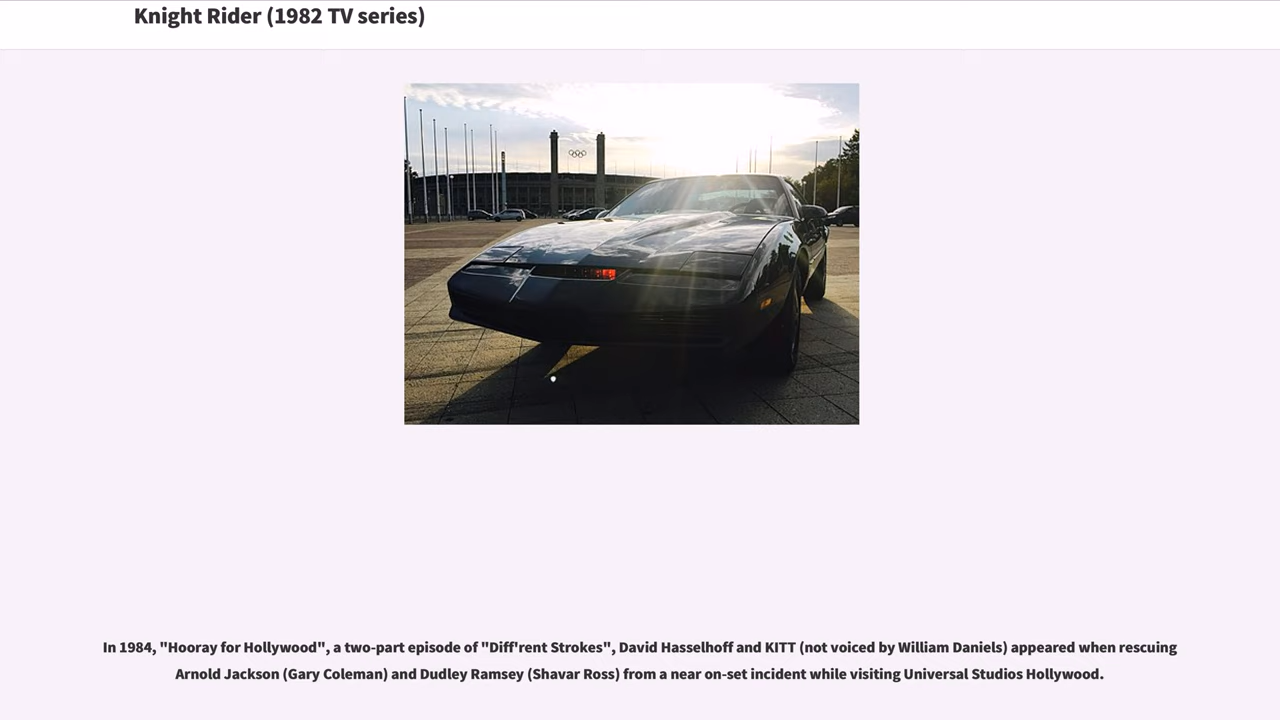 Knight Rider (1982 TV series)
In 1984, "Hooray for Hollywood", a two-part episode of "Diff'rent Strokes", David Hasselhoff and KITT (not voiced by William Daniels) appeared when rescuing
Arnold Jackson (Gary Coleman) and Dudley Ramsey (Shavar Ross) from a near on-set incident while visiting Universal Studios Hollywood.